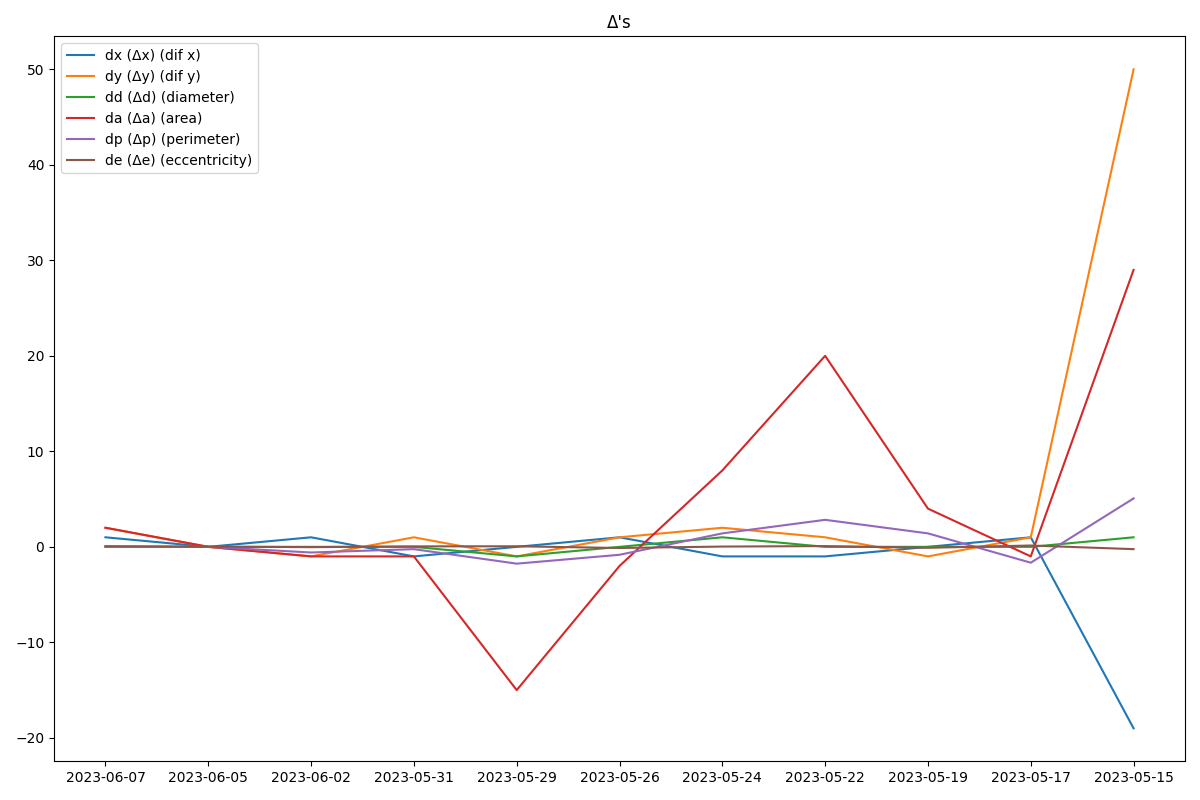 Δ's
dx (Δx) (dif x)
dy (Δy) (dif y)
dd (Δd) (diameter)
da (Δa) (area)
dp (Δp) (perimeter)
de (Δe) (eccentricity)
50
40
30
20
10
0
−10
−20
2023-06-07 2023-06-05 2023-06-02 2023-05-31 2023-05-29 2023-05-26 2023-05-24 2023-05-22 2023-05-19 2023-05-17 2023-05-15